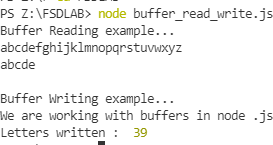 PS Z:\FSDLAB> node buffer_read_write.js
Buffer Reading example...
abcdefghijklmnopqrstuvwxyz
abcde
Buffer Writing example...
We are working with buffers in node .js
Letters written :  39